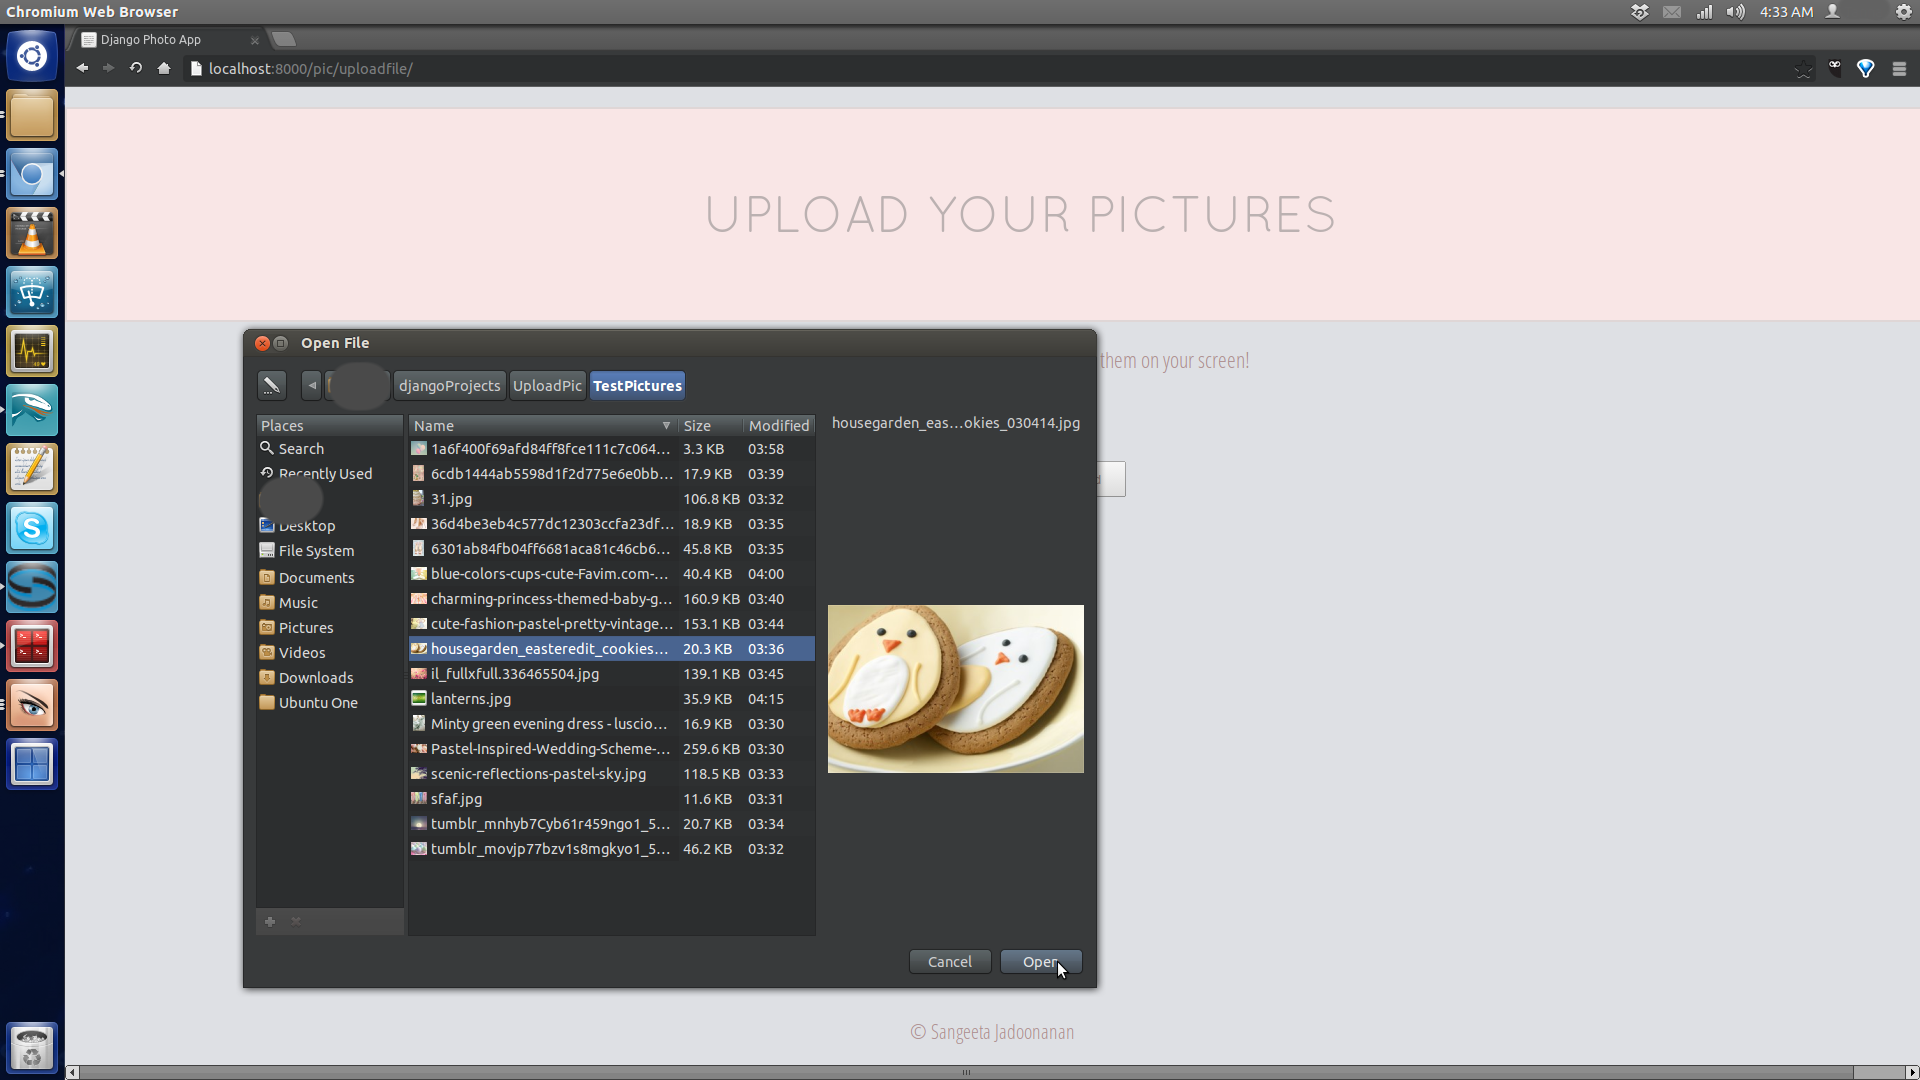 Chromium Web Browser
4:33 AM
Django Photo App
localhost:8000/pic/uploadfile/
UPLOAD YOUR PICTURES
them on your screen!
Open File
djangoProjects
UploadPic
TestPictures
Places
Search
Recently Used
Desktop
File System
Documents
Music
Pictures
Videos
Downloads
Ubuntu One
Name Size Modified
1a6f400f69afd84ff8fce111c7c064... 3.3 KB 03:58
6cdb1444ab5598d1f2d775e6e0bb... 17.9 KB 03:39
31.jpg 106.8 KB 03:32
36d4be3eb4c577dc12303ccfa23df... 18.9 KB 03:35
6301ab84fb04ff6681aca81c46cb6... 45.8 KB 03:35
blue-colors-cups-cute-Favim.com-... 40.4 KB 04:00
charming-princess-themed-baby-g... 160.9 KB 03:40
cute-fashion-pastel-pretty-vintage... 153.1 KB 03:44
housegarden_easteredit_cookies... 20.3 KB 03:36
il_fullxfull.336465504.jpg 139.1 KB 03:45
lanterns.jpg 35.9 KB 04:15
Minty green evening dress - luscio... 16.9 KB 03:30
Pastel-Inspired-Wedding-Scheme-... 259.6 KB 03:30
scenic-reflections-pastel-sky.jpg 118.5 KB 03:33
sfaf.jpg 11.6 KB 03:31
tumblr_mnhyb7Cyb61r459ngo1_5... 20.7 KB 03:34
tumblr_movjp77bzv1s8mgkyo1_5... 46.2 KB 03:32
housegarden_eas...okies_030414.jpg
Cancel
Open
© Sangeeta Jadoonanan